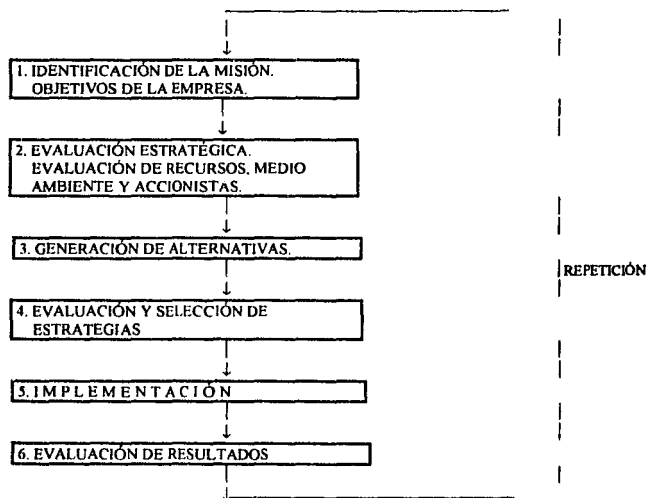 1. IDENTIFICACIÓN DE LA MISIÓN.
OBJETIVOS DE LA EMPRESA.
2. EVALUACIÓN ESTRATÉGICA.
EVALUACIÓN DE RECURSOS, MEDIO
AMBIENTE Y ACCIONISTAS.
3. GENERACIÓN DE ALTERNATIVAS.
REPETICIÓN
4. EVALUACIÓN Y SELECCIÓN DE
ESTRATEGIAS
5. I M P L E M E N T A C I Ó N
6. EVALUACIÓN DE RESULTADOS